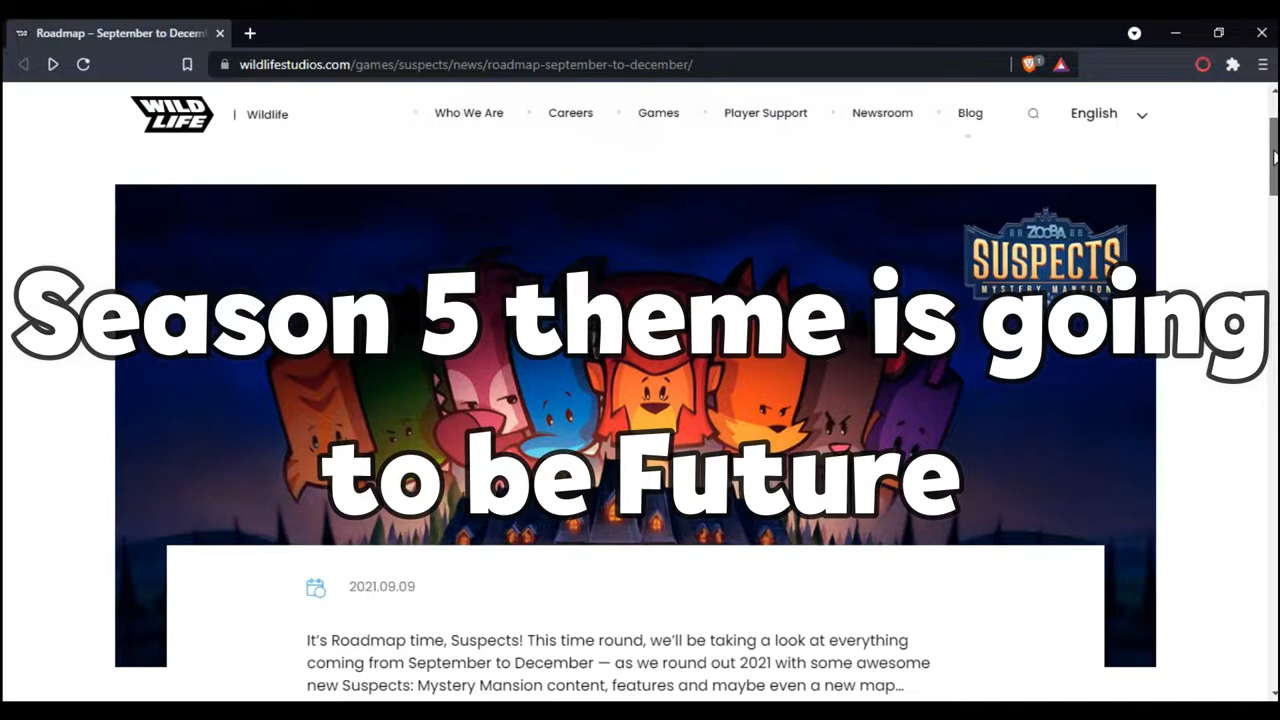 Roadmap – September to Decem
wildlifestudios.com/games/suspects/news/roadmap-september-to-december/
1
WILD
LIFE
| Wildlife
Who We Are
Careers
Games
Player Support
Newsroom
Blog
English
ZOOBA
SUSPECTS
MYSTERY MANSION
Season 5 theme is going
to be Future
2021.09.09
It's Roadmap time, Suspects! This time round, we'll be taking a look at everything
coming from September to December — as we round out 2021 with some awesome
new Suspects: Mystery Mansion content, features and maybe even a new map...